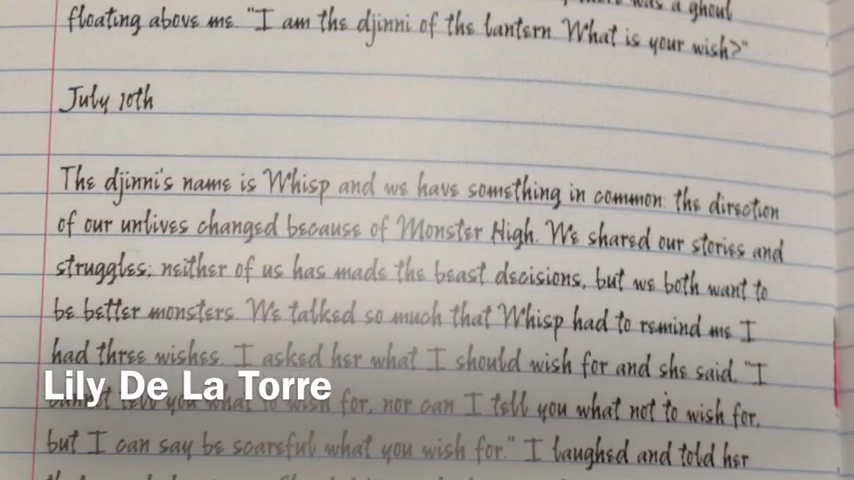 was a ghoul
floating above me. "I am the djinni of the lantern What is your wish?"
July 10th
The djinni's name is Whisp and we have something in common: the direction
of our unlives changed because of Monster High. We shared our stories and
struggles; neither of us has made the beast decisions, but we both want to
be better monsters. We talked so much that Whisp had to remind me I
had three wishes. I asked her what I should wish for and she said, "I
Lily De La Torre
cannot tell you what to wish for, nor can I tell you what not to wish for,
but I can say be scareful what you wish for." I laughed and told her